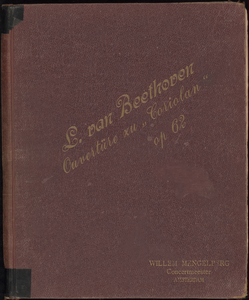 L. van Beethoven
Ouvertüre zu „Coriolan“
op. 62
WILLEM MENGELBERG
Concertmeester
AMSTERDAM